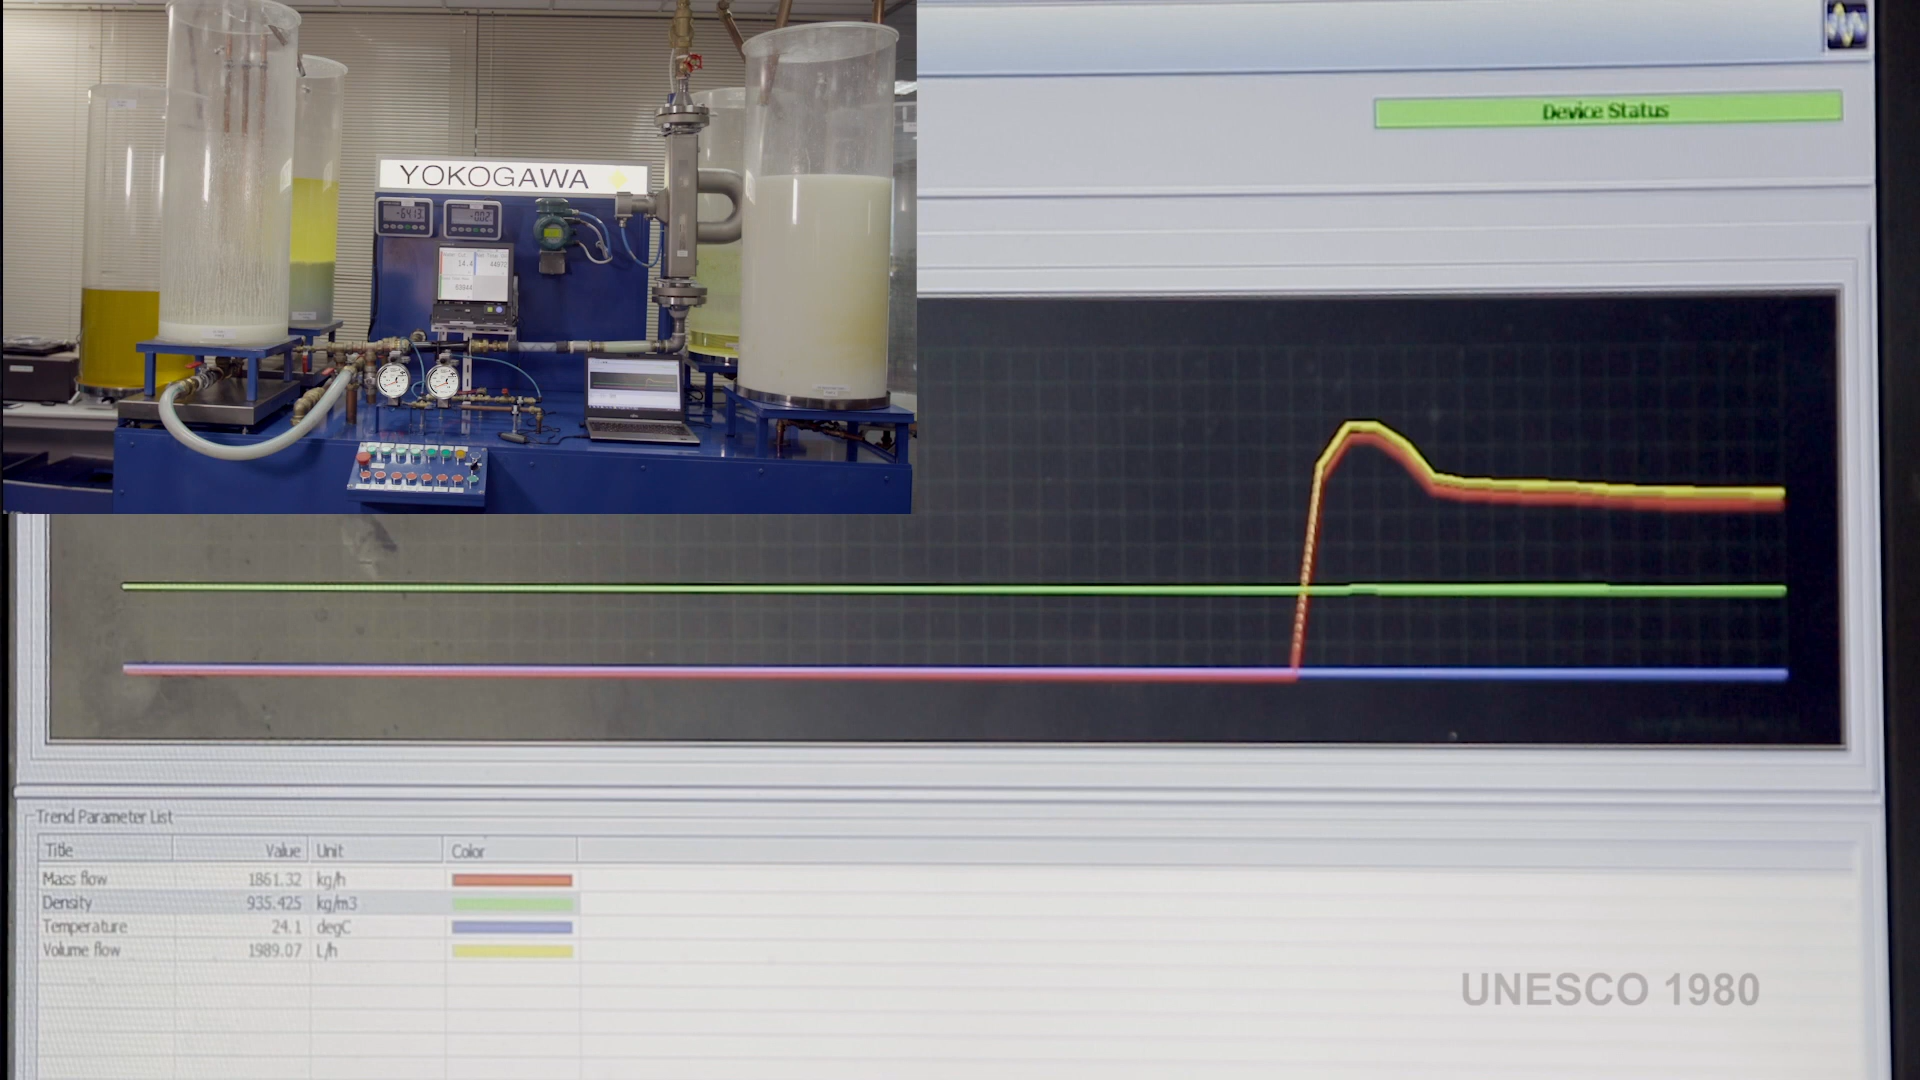 YOKOGAWA
Device Status
Trend Parameter List
Title Value Unit Color
Mass flow 1861.32 kg/h
Density 935.425 kg/m3
Temperature 24.1 degC
Volume flow 1989.07 L/h
UNESCO 1980